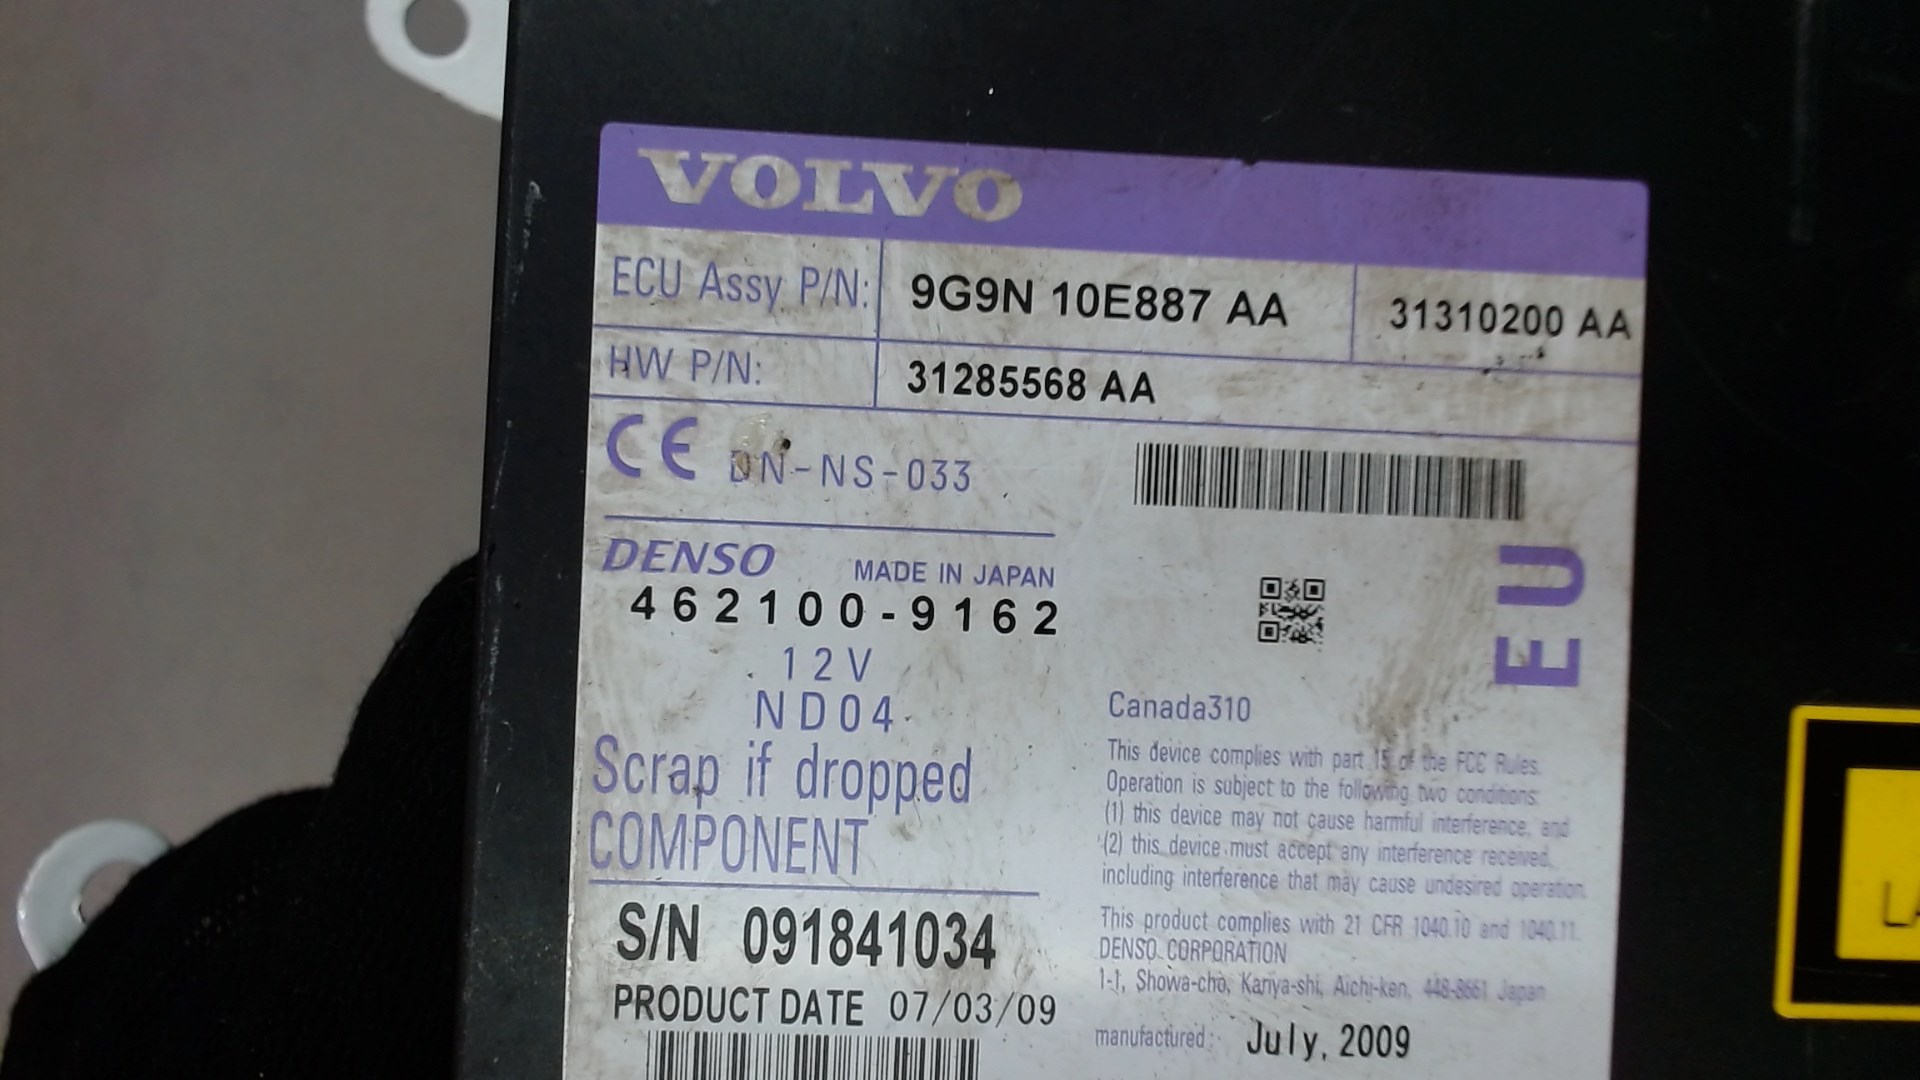 VOLVO
ECU Assy P/N: 9G9N 10E887 AA 31310200 AA
HW P/N: 31285568 AA
CE DN-NS-033
DENSO MADE IN JAPAN
462100-9162
12V
ND04
Scrap if dropped
COMPONENT
S/N 091841034
PRODUCT DATE 07/03/09
EU
Canada310
This device complies with part 15 of the FCC Rules.
Operation is subject to the following two conditions:
(1) this device may not cause harmful interference, and
(2) this device must accept any interference received,
including interference that may cause undesired operation.
This product complies with 21 CFR 1040.10 and 1040.11.
DENSO CORPORATION
1-1, Showa-cho, Kariya-shi, Aichi-ken, 448-8661 Japan
manufactured: July, 2009